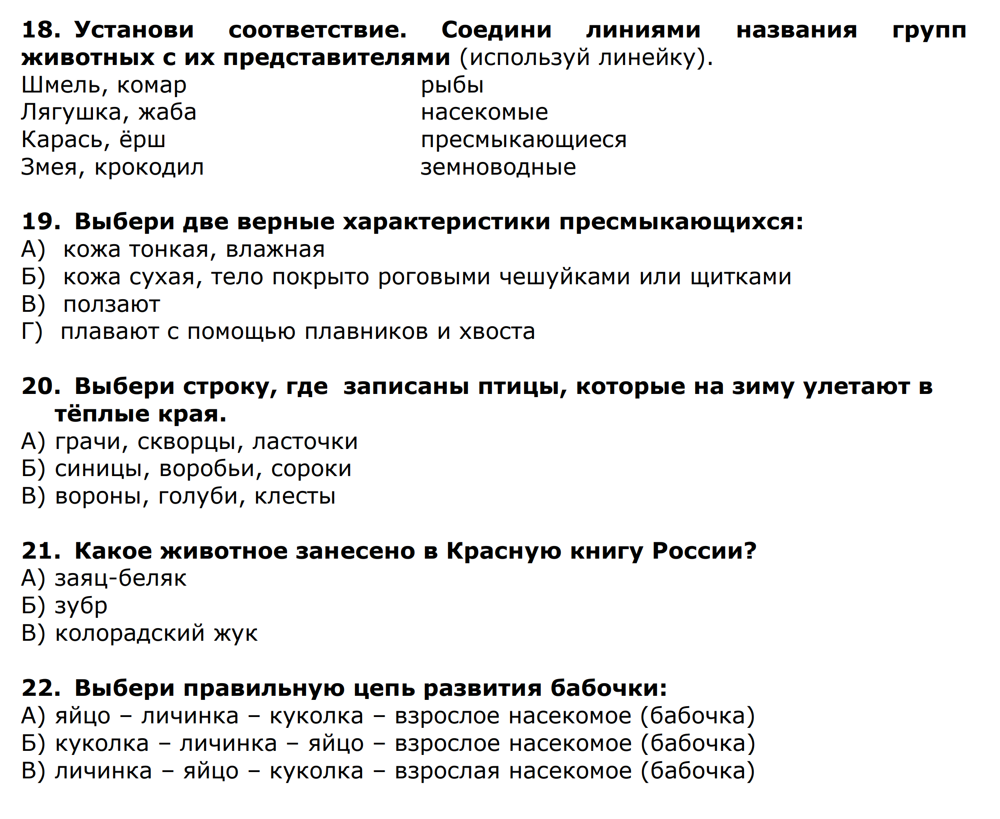 18. Установи соответствие. Соедини линиями названия групп
животных с их представителями (используй линейку).
Шмель, комар рыбы
Лягушка, жаба насекомые
Карась, ёрш пресмыкающиеся
Змея, крокодил земноводные
19. Выбери две верные характеристики пресмыкающихся:
А) кожа тонкая, влажная
Б) кожа сухая, тело покрыто роговыми чешуйками или щитками
В) ползают
Г) плавают с помощью плавников и хвоста
20. Выбери строку, где записаны птицы, которые на зиму улетают в
тёплые края.
А) грачи, скворцы, ласточки
Б) синицы, воробьи, сороки
В) вороны, голуби, клесты
21. Какое животное занесено в Красную книгу России?
А) заяц-беляк
Б) зубр
В) колорадский жук
22. Выбери правильную цепь развития бабочки:
А) яйцо – личинка – куколка – взрослое насекомое (бабочка)
Б) куколка – личинка – яйцо – взрослое насекомое (бабочка)
В) личинка – яйцо – куколка – взрослая насекомое (бабочка)